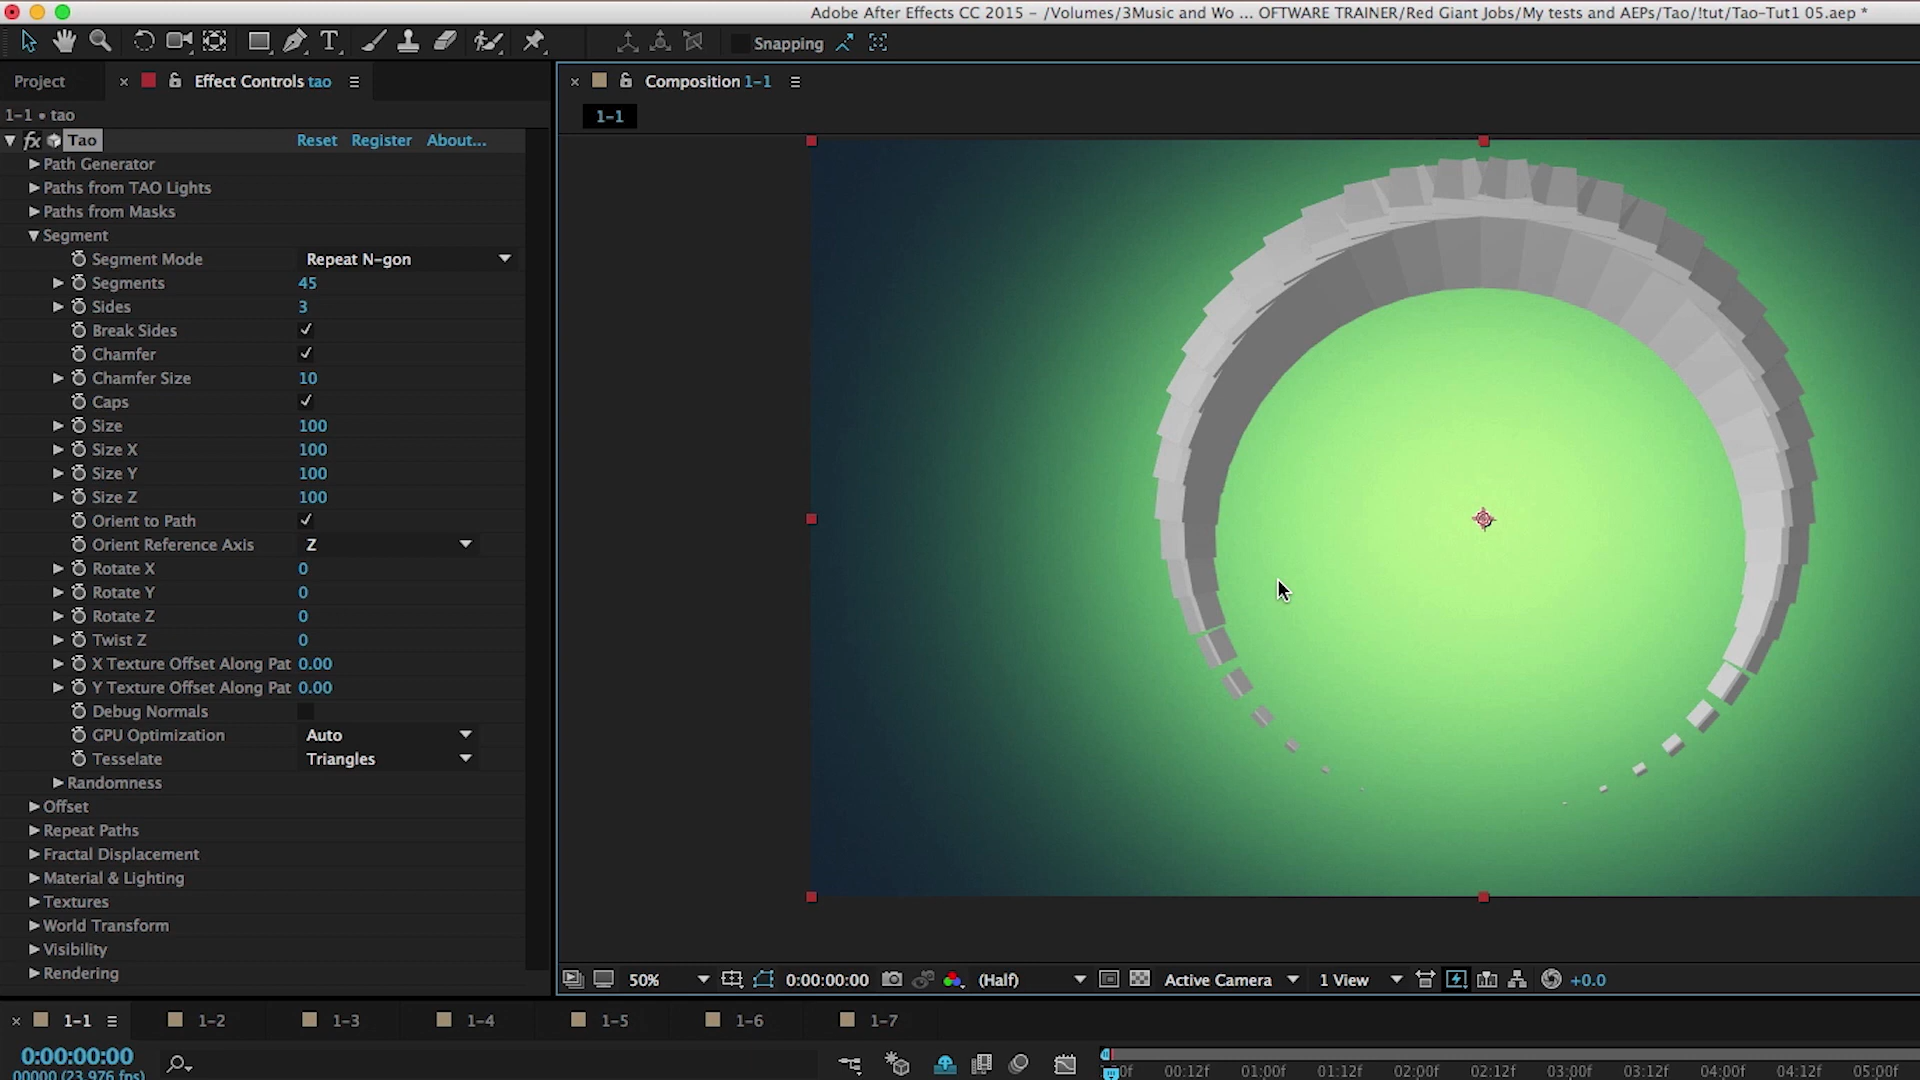 Adobe After Effects CC 2015 – /Volumes/3Music and Wo ... OFTWARE TRAINER/Red Giant Jobs/My tests and AEPs/Tao/!tut/Tao-Tut1 05.aep *
Snapping
Project
Effect Controls tao
Composition 1-1
1-1 • tao
1-1
fx Tao Reset Register About...
Path Generator
Paths from TAO Lights
Paths from Masks
Segment
Segment Mode Repeat N-gon
Segments 45
Sides 3
Break Sides
Chamfer
Chamfer Size 10
Caps
Size 100
Size X 100
Size Y 100
Size Z 100
Orient to Path
Orient Reference Axis Z
Rotate X 0
Rotate Y 0
Rotate Z 0
Twist Z 0
X Texture Offset Along Pat 0.00
Y Texture Offset Along Pat 0.00
Debug Normals
GPU Optimization Auto
Tesselate Triangles
Randomness
Offset
Repeat Paths
Fractal Displacement
Material & Lighting
Textures
World Transform
Visibility
Rendering
50% 0:00:00:00 (Half) Active Camera 1 View +0.0
1-1 1-2 1-3 1-4 1-5 1-6 1-7
0:00:00:00
00000 (23.976 fps)
0f 00:12f 01:00f 01:12f 02:00f 02:12f 03:00f 03:12f 04:00f 04:12f 05:00f